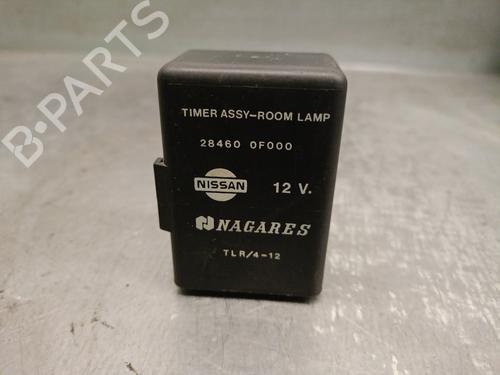 B-PARTS
TIMER ASSY-ROOM LAMP
28460 0F000
NISSAN 12 V.
NAGARES
TLR/4-12